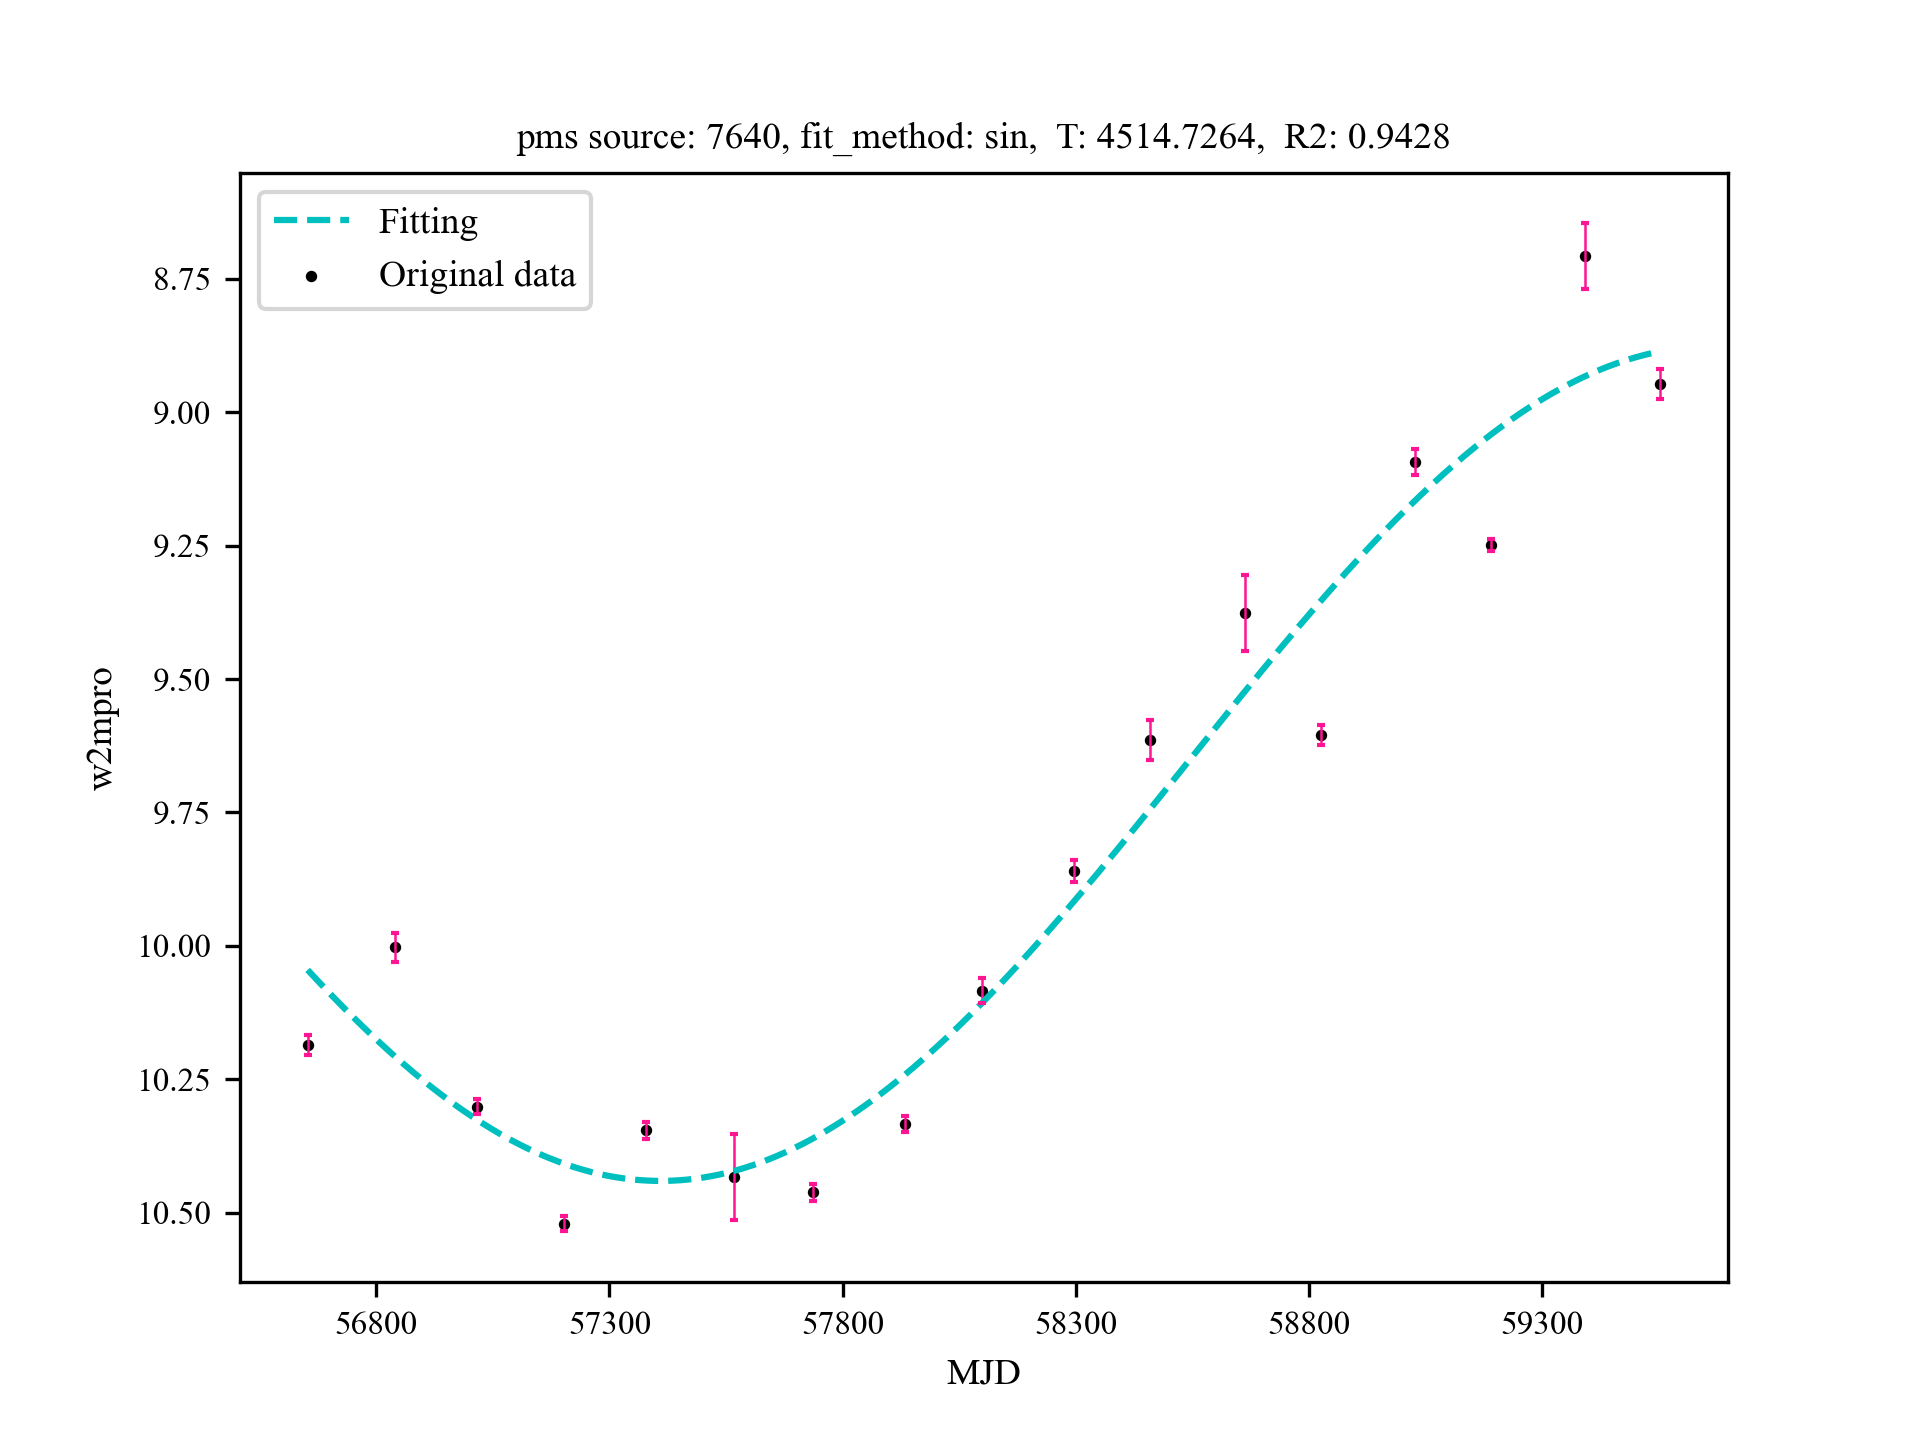 pms source: 7640, fit_method: sin,  T: 4514.7264,  R2: 0.9428
Fitting
Original data
8.75
9.00
9.25
9.50
9.75
10.00
10.25
10.50
w2mpro
56800 57300 57800 58300 58800 59300
MJD